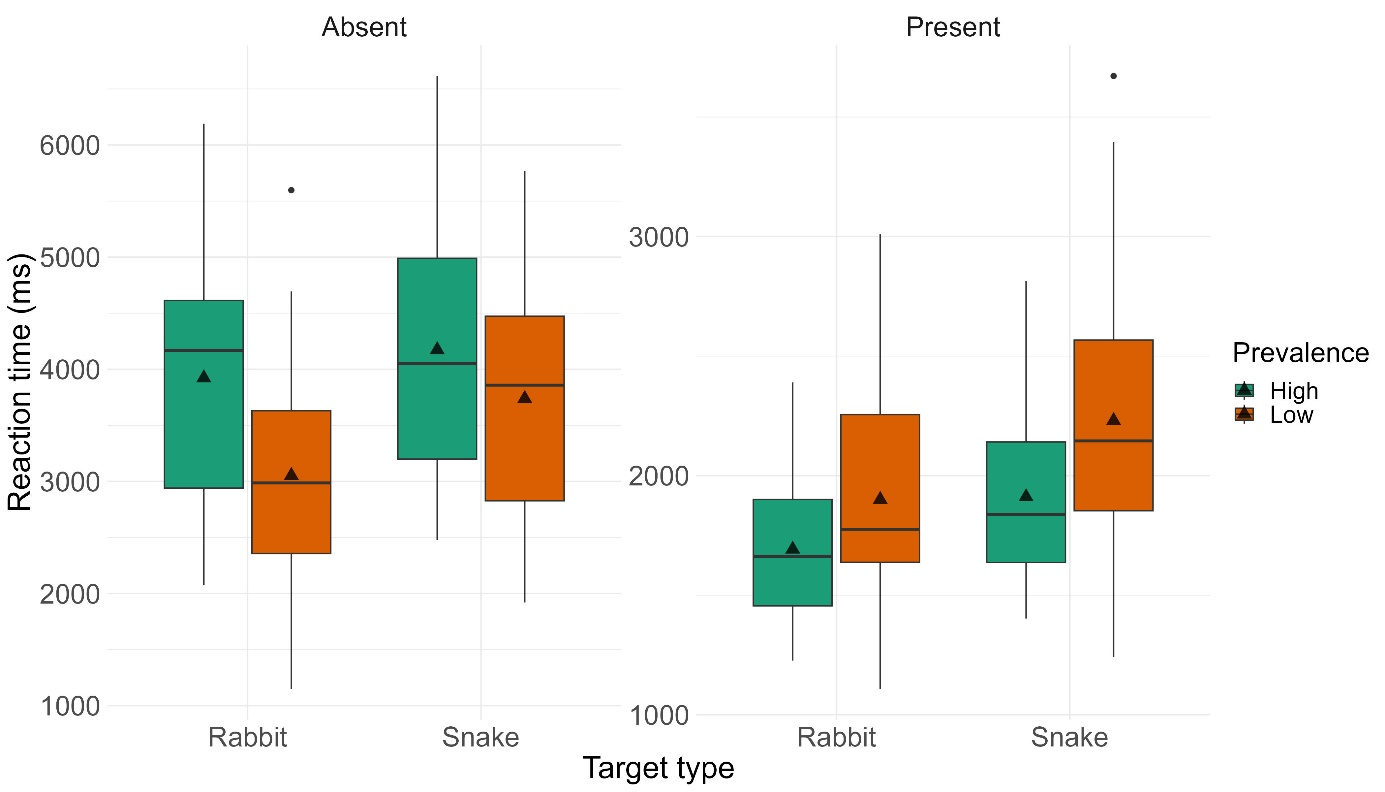 Absent
Present
Reaction time (ms)
6000
5000
4000
3000
2000
1000
3000
2000
1000
Rabbit
Snake
Rabbit
Snake
Target type
Prevalence
High
Low